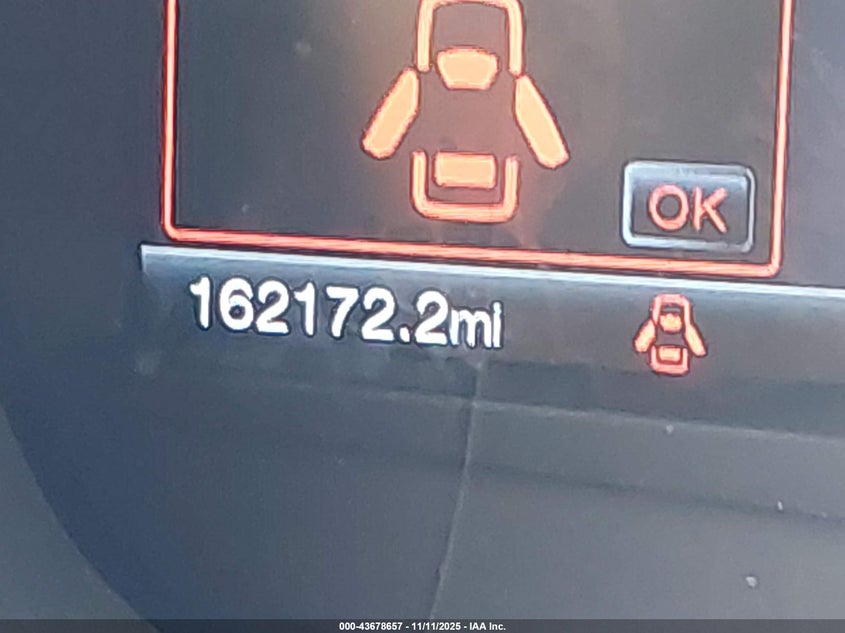 OK
162172.2mi
000-43678657 - 11/11/2025 - IAA Inc.